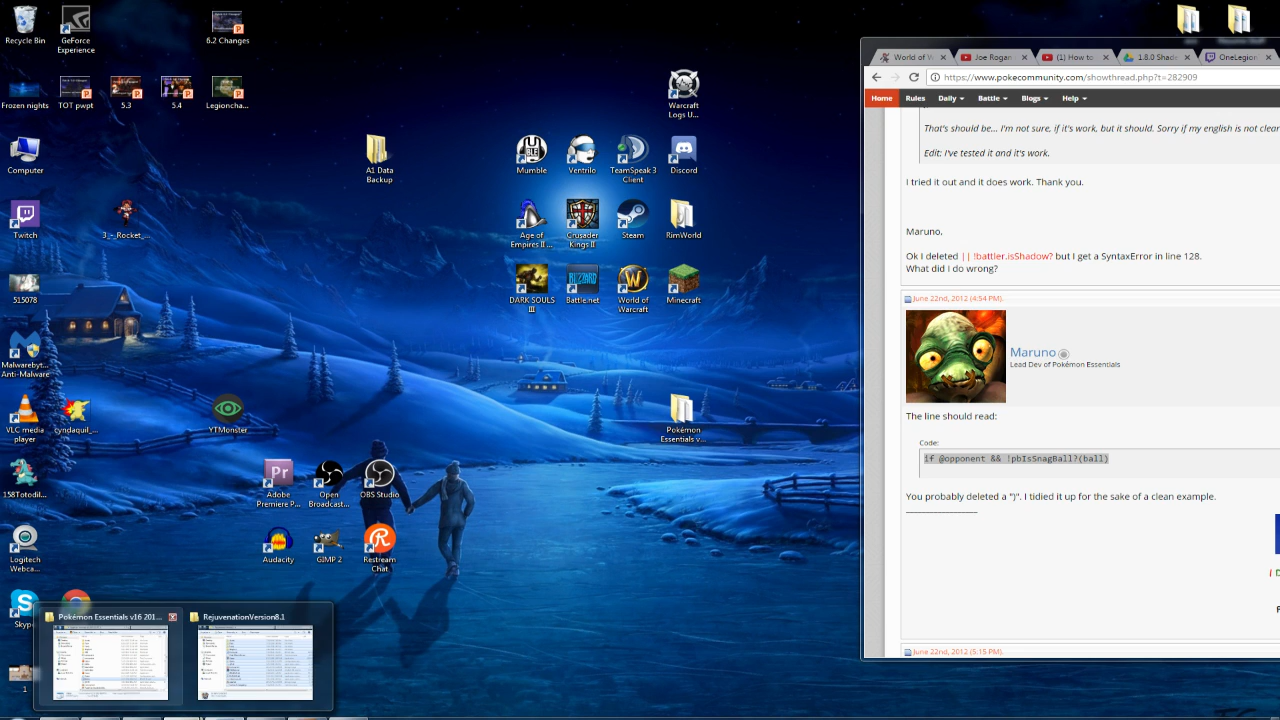 Recycle Bin
GeForce
Experience
6.2 Changes
Frozen nights
TOT pwpt
5.3
5.4
Legioncha...
Warcraft
Logs U...
Computer
A1 Data
Backup
Mumble
Ventrilo
TeamSpeak 3
Client
Discord
Twitch
3_-_Rocket_...
Age of
Empires II ...
Crusader
Kings II
Steam
RimWorld
515078
DARK SOULS
III
Battle.net
World of
Warcraft
Minecraft
Malwareby...
Anti-Malware
VLC media
player
cyndaquil_...
YTMonster
Pokémon
Essentials v...
158Totodil...
Adobe
Premiere P...
Open
Broadcast...
OBS Studio
Logitech
Webca...
Audacity
GIMP 2
Restream
Chat
Skyp
Pokémon Essentials v16 201...
RejuvenationVersion8.1
World of W
Joe Rogan
(1) How to
1.8.0 Shad
OneLegion
https://www.pokecommunity.com/showthread.php?t=282909
Home Rules Daily Battle Blogs Help
That's should be... I'm not sure, if it's work, but it should. Sorry if my english is not clean
Edit: I've tested it and it's work.
I tried it out and it does work. Thank you.
Maruno.
Ok I deleted || !battler.isShadow? but I get a SyntaxError in line 128.
What did I do wrong?
June 22nd, 2012 (4:54 PM).
Maruno
Lead Dev of Pokémon Essentials
The line should read:
Code:
if @opponent && !pbIsSnagBall?(ball)
You probably deleted a ")". I tidied it up for the sake of a clean example.
June 22nd, 2012 (5:15 PM).